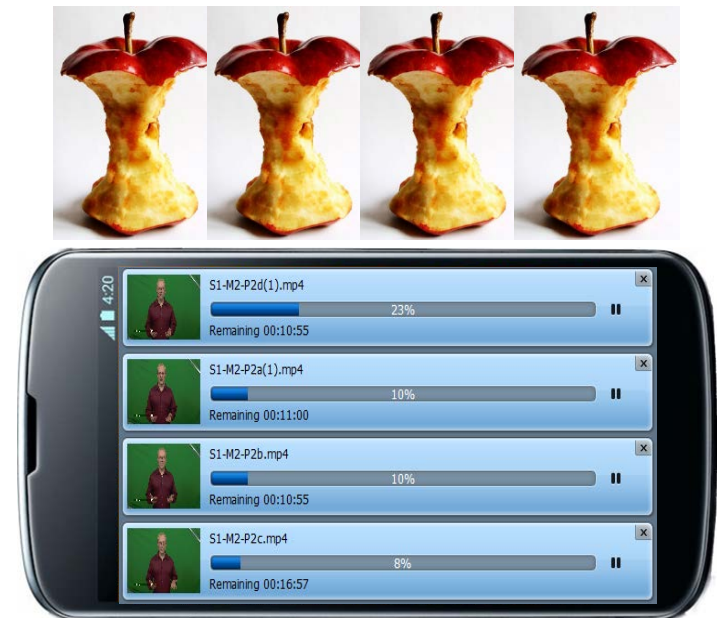 4:20
S1-M2-P2d(1).mp4
23%
Remaining 00:10:55
S1-M2-P2a(1).mp4
10%
Remaining 00:11:00
S1-M2-P2b.mp4
10%
Remaining 00:10:55
S1-M2-P2c.mp4
8%
Remaining 00:16:57